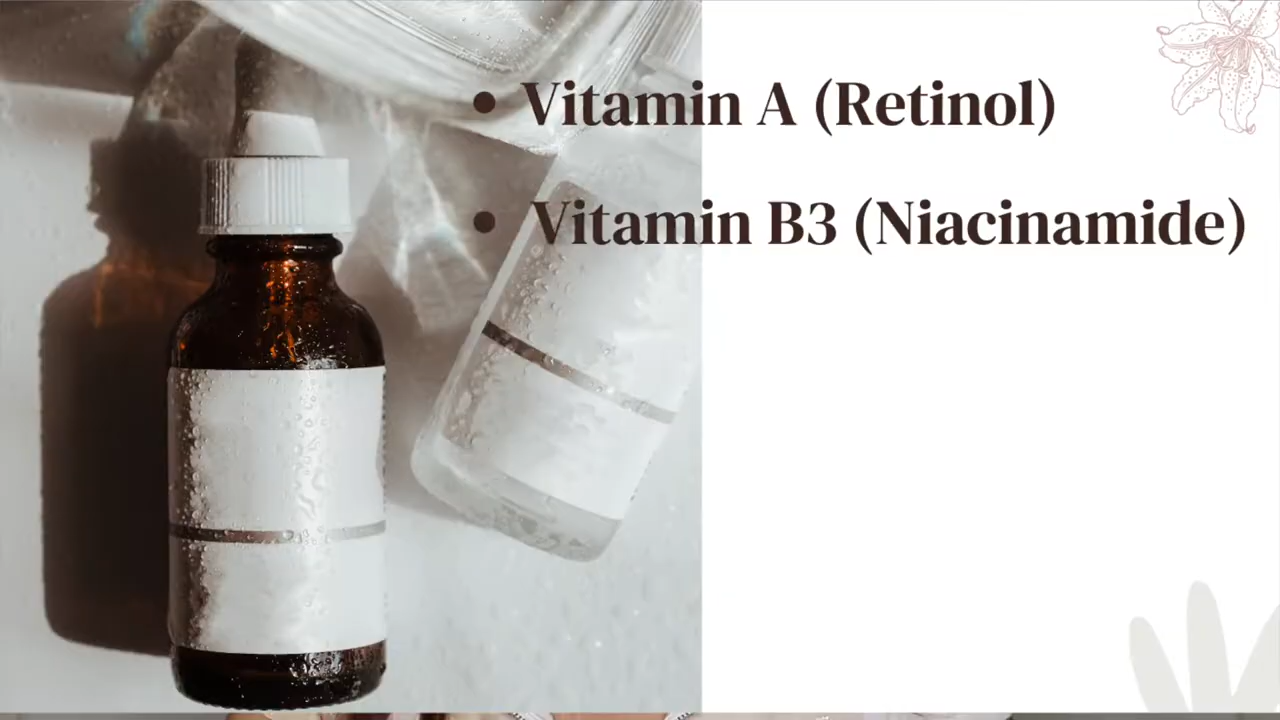 • Vitamin A (Retinol)
• Vitamin B3 (Niacinamide)